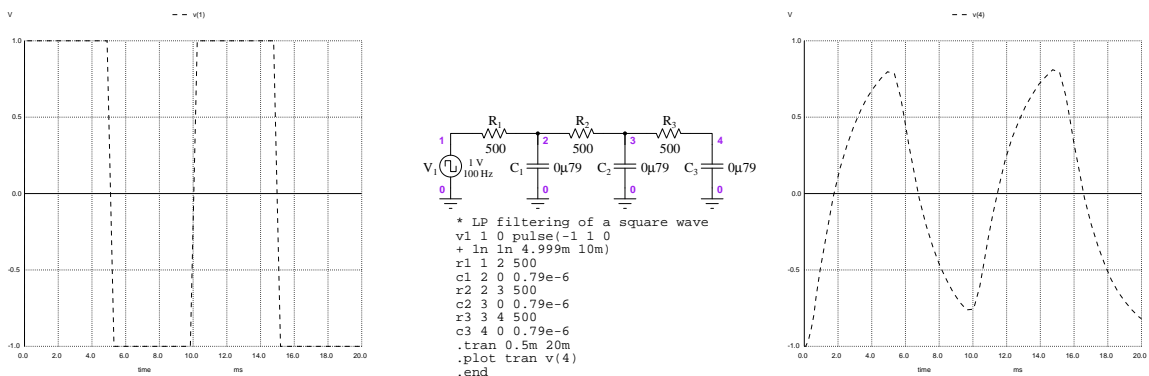 V
v(1)
1.0
0.5
0.0
-0.5
-1.0
0.0 2.0 4.0 6.0 8.0 10.0 12.0 14.0 16.0 18.0 20.0
time ms
R1 R2 R3
1 2 3 4
500 500 500
V1 1 V
100 Hz
C1 0µ79 C2 0µ79 C3 0µ79
0 0 0 0
* LP filtering of a square wave
v1 1 0 pulse(-1 1 0
+ 1n 1n 4.999m 10m)
r1 1 2 500
c1 2 0 0.79e-6
r2 2 3 500
c2 3 0 0.79e-6
r3 3 4 500
c3 4 0 0.79e-6
.tran 0.5m 20m
.plot tran v(4)
.end
V
v(4)
1.0
0.5
0.0
-0.5
-1.0
0.0 2.0 4.0 6.0 8.0 10.0 12.0 14.0 16.0 18.0 20.0
time ms